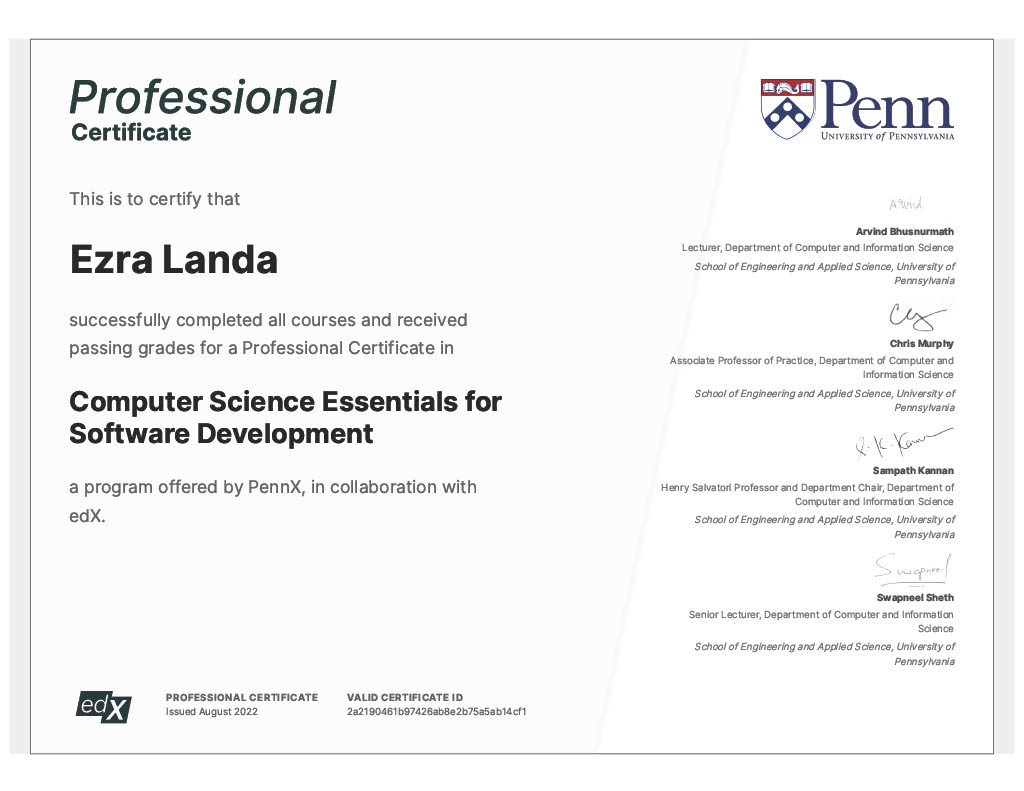 Professional
Certificate
Penn
UNIVERSITY of PENNSYLVANIA
This is to certify that
Ezra Landa
successfully completed all courses and received
passing grades for a Professional Certificate in
Computer Science Essentials for
Software Development
a program offered by PennX, in collaboration with
edX.
Arvind
Arvind Bhusnurmath
Lecturer, Department of Computer and Information Science
School of Engineering and Applied Science, University of
Pennsylvania
Chris Murphy
Associate Professor of Practice, Department of Computer and
Information Science
School of Engineering and Applied Science, University of
Pennsylvania
S. K. Kannan
Sampath Kannan
Henry Salvatori Professor and Department Chair, Department of
Computer and Information Science
School of Engineering and Applied Science, University of
Pennsylvania
Swapneel
Swapneel Sheth
Senior Lecturer, Department of Computer and Information
Science
School of Engineering and Applied Science, University of
Pennsylvania
edX
PROFESSIONAL CERTIFICATE
Issued August 2022
VALID CERTIFICATE ID
2a2190461b97426ab8e2b75a5ab14cf1